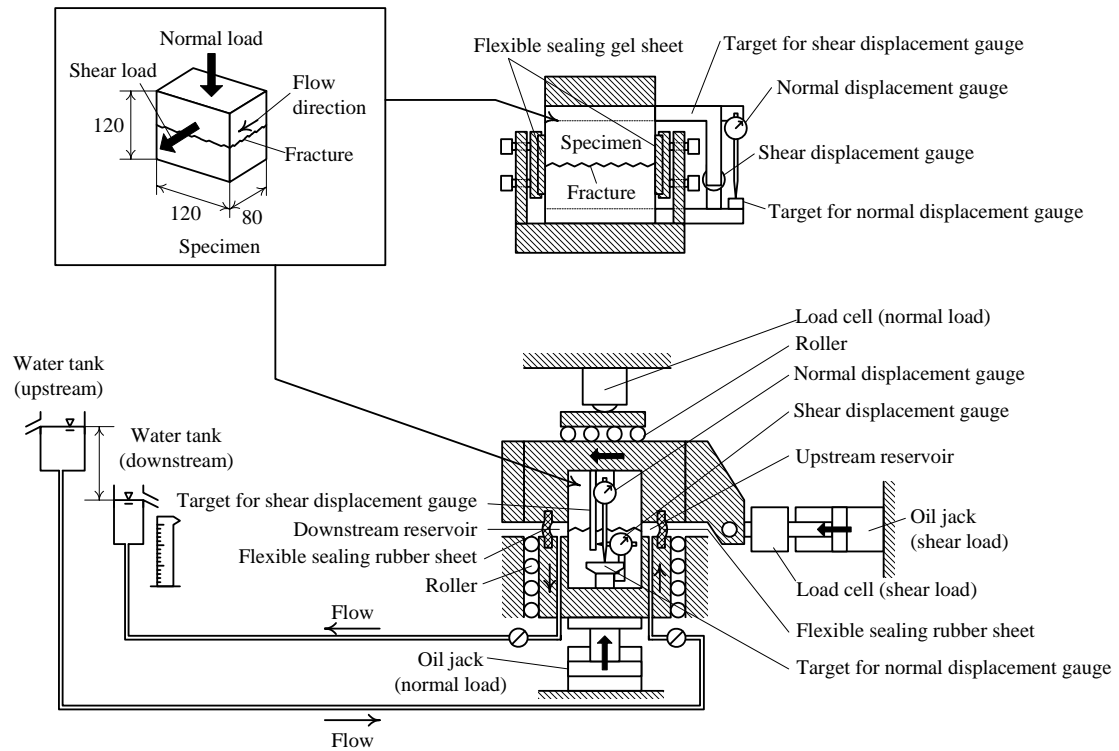 Normal load
Shear load
Flow
direction
120
Fracture
120
80
Specimen
Flexible sealing gel sheet
Target for shear displacement gauge
Normal displacement gauge
Specimen
Shear displacement gauge
Fracture
Target for normal displacement gauge
Load cell (normal load)
Roller
Normal displacement gauge
Shear displacement gauge
Upstream reservoir
Water tank
(upstream)
Water tank
(downstream)
Target for shear displacement gauge
Downstream reservoir
Flexible sealing rubber sheet
Roller
Oil jack
(shear load)
Load cell (shear load)
Flexible sealing rubber sheet
Target for normal displacement gauge
Flow
Oil jack
(normal load)
Flow